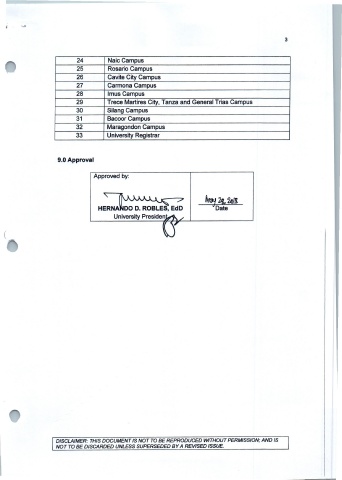 3
24 Naic Campus
25 Rosario Campus
26 Cavite City Campus
27 Carmona Campus
28 Imus Campus
29 Trece Martires City, Tanza and General Trias Campus
30 Silang Campus
31 Bacoor Campus
32 Maragondon Campus
33 University Registrar
9.0 Approval
Approved by:
HERNANDO D. ROBLES, EdD
University President
Date
DISCLAIMER: THIS DOCUMENT IS NOT TO BE REPRODUCED WITHOUT PERMISSION; AND IS
NOT TO BE DISCARDED UNLESS SUPERSEDED BY A REVISED ISSUE.